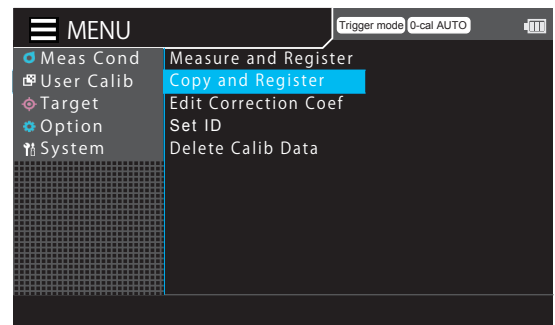 MENU
Trigger mode 0-cal AUTO
Meas Cond
User Calib
Target
Option
System
Measure and Register
Copy and Register
Edit Correction Coef
Set ID
Delete Calib Data